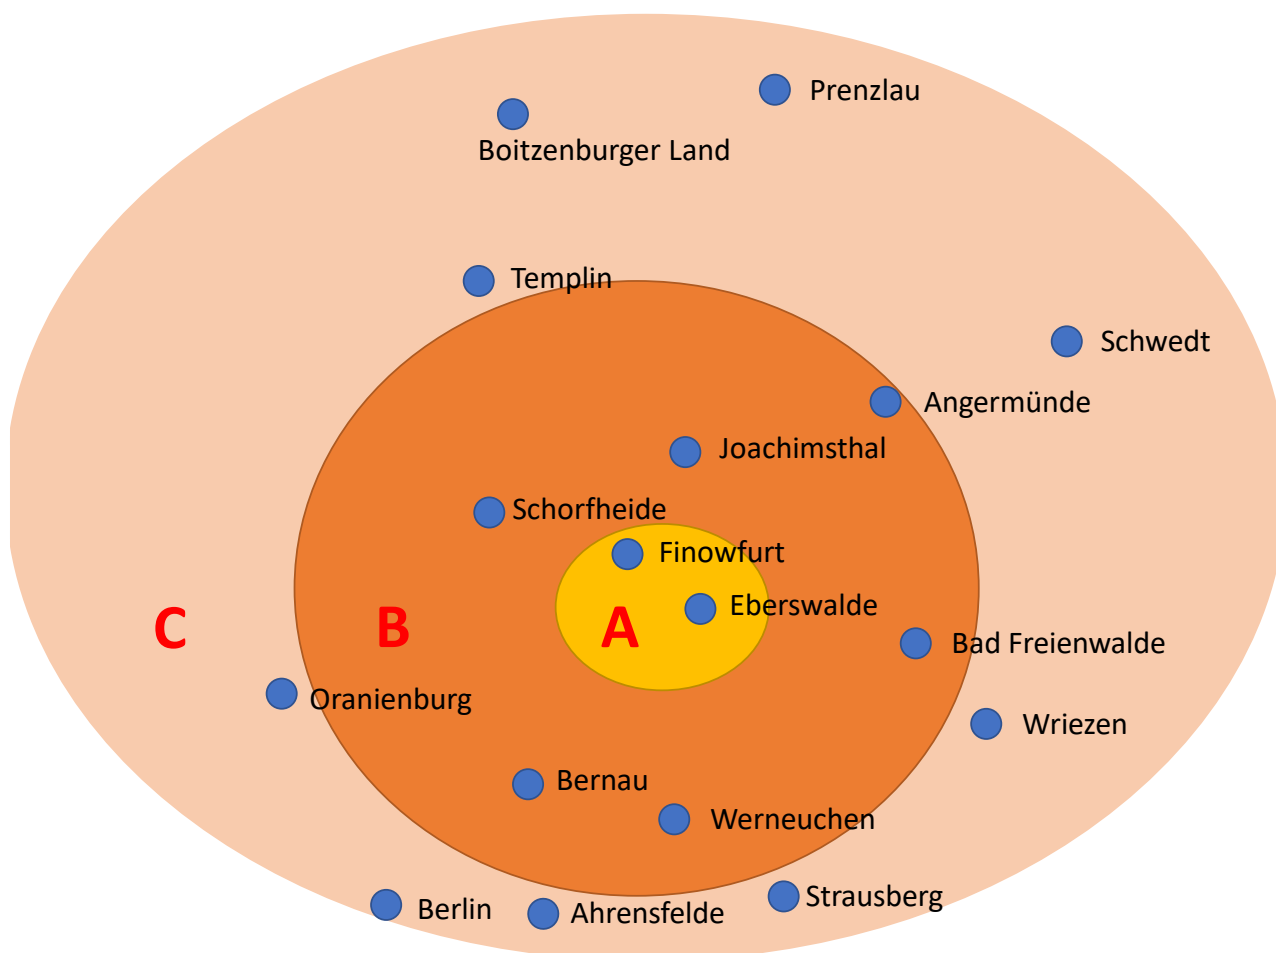 Prenzlau
Boitzenburger Land
Templin
Schwedt
Angermünde
Joachimsthal
Schorfheide
Finowfurt
Eberswalde
C
B
A
Bad Freienwalde
Oranienburg
Wriezen
Bernau
Werneuchen
Strausberg
Berlin
Ahrensfelde